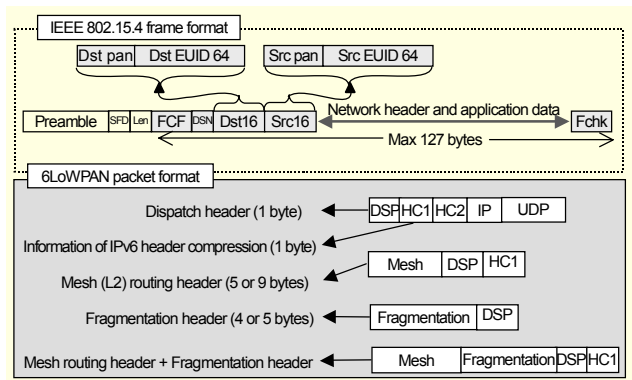 IEEE 802.15.4 frame format
Dst pan Dst EUID 64 Src pan Src EUID 64
Network header and application data
Preamble SFD Len FCF DSN Dst16 Src16 Fchk
Max 127 bytes
6LoWPAN packet format
Dispatch header (1 byte) DSP HC1 HC2 IP UDP
Information of IPv6 header compression (1 byte)
Mesh DSP HC1
Mesh (L2) routing header (5 or 9 bytes)
Fragmentation header (4 or 5 bytes) Fragmentation DSP
Mesh routing header + Fragmentation header Mesh Fragmentation DSP HC1